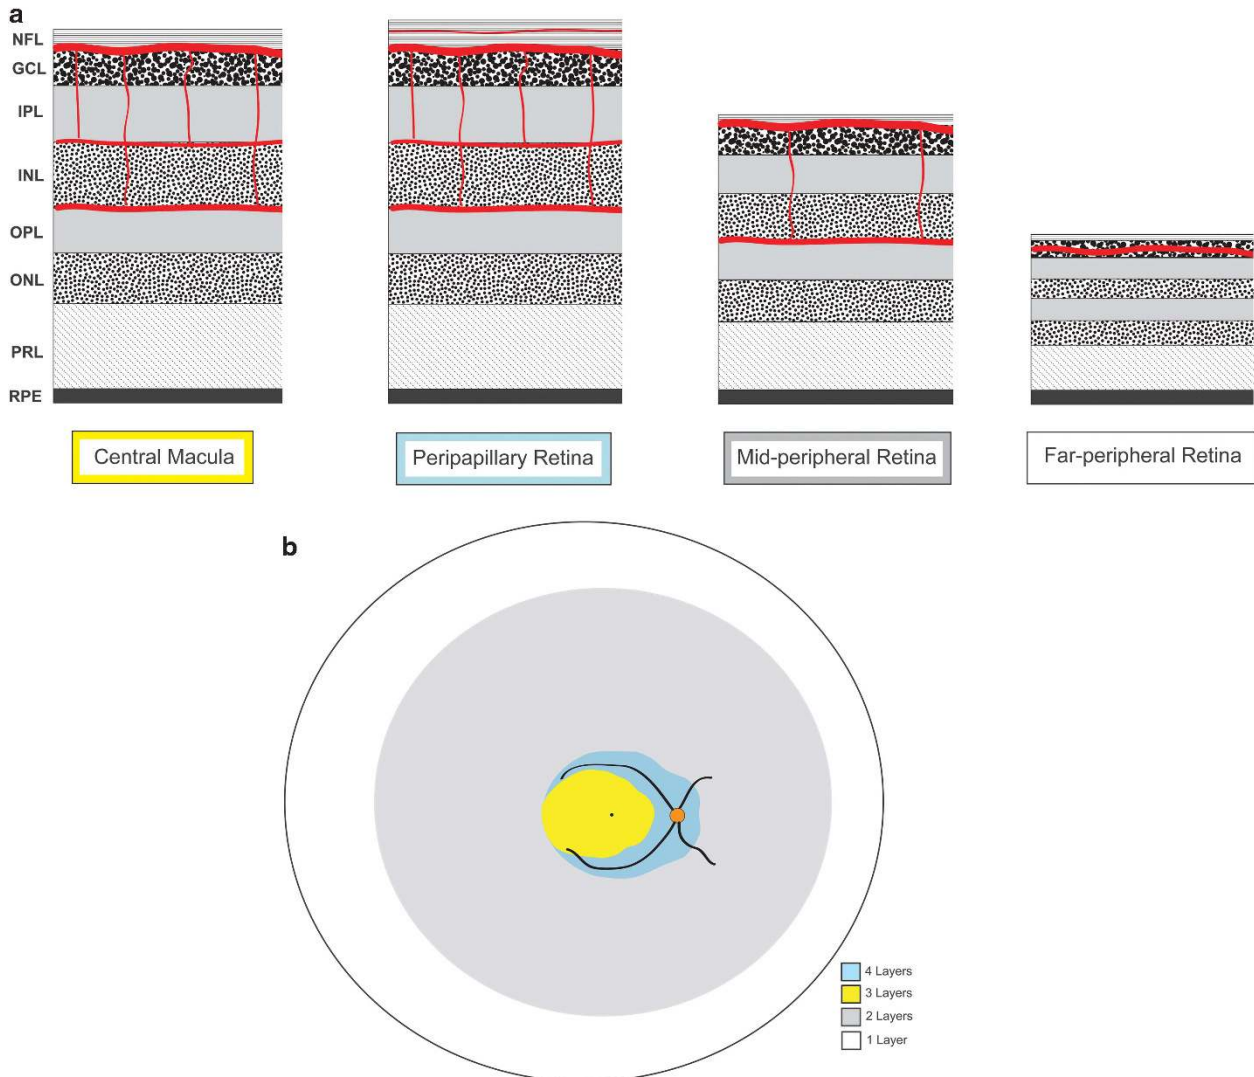 a
NFL
GCL
IPL
INL
OPL
ONL
PRL
RPE
Central Macula
Peripapillary Retina
Mid-peripheral Retina
Far-peripheral Retina
b
4 Layers
3 Layers
2 Layers
1 Layer